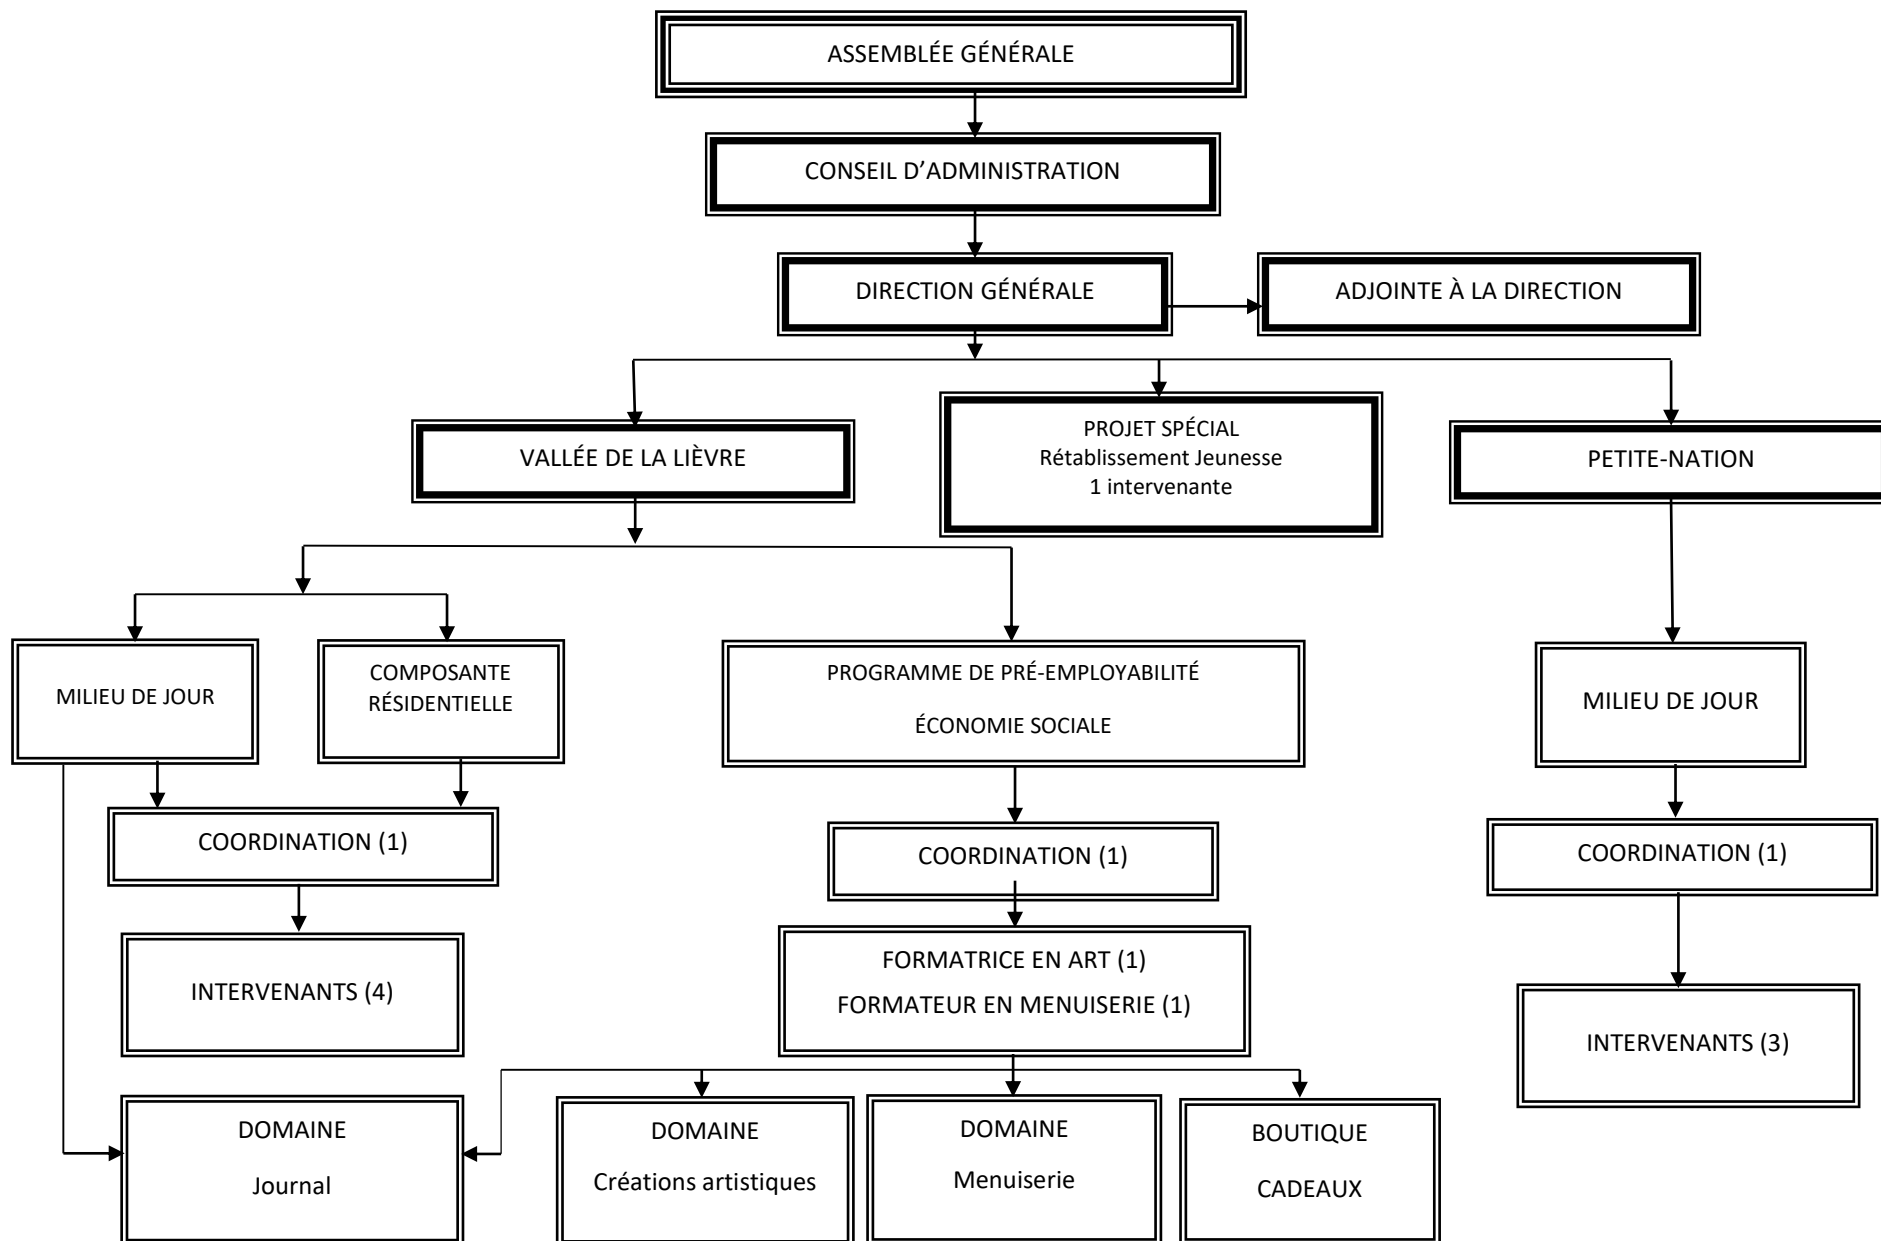 ASSEMBLÉE GÉNÉRALE
CONSEIL D’ADMINISTRATION
DIRECTION GÉNÉRALE
ADJOINTE À LA DIRECTION
VALLÉE DE LA LIÈVRE
PROJET SPÉCIAL
Rétablissement Jeunesse
1 intervenante
PETITE-NATION
MILIEU DE JOUR
COMPOSANTE
RÉSIDENTIELLE
PROGRAMME DE PRÉ-EMPLOYABILITÉ
ÉCONOMIE SOCIALE
MILIEU DE JOUR
COORDINATION (1)
COORDINATION (1)
COORDINATION (1)
INTERVENANTS (4)
FORMATRICE EN ART (1)
FORMATEUR EN MENUISERIE (1)
INTERVENANTS (3)
DOMAINE
Journal
DOMAINE
Créations artistiques
DOMAINE
Menuiserie
BOUTIQUE
CADEAUX